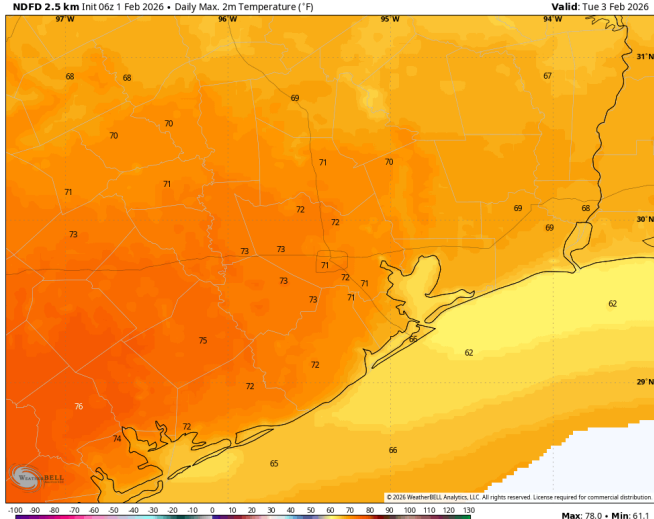 NDFD 2.5 km Init 06z 1 Feb 2026 • Daily Max. 2m Temperature (°F)
Valid: Tue 3 Feb 2026
97°W 96°W 95°W 94°W
31°N
68 68 67
69
70 70
71 70
71 71
72 69 68
72 69
30°N
73
73 73
71
73 72 71
73 71
62
75 66
62
72
29°N
72
76
72
74
66
65
WeatherBELL
© 2026 WeatherBELL Analytics, LLC. All rights reserved. License required for commercial distribution.
-100 -90 -80 -70 -60 -50 -40 -30 -20 -10 0 10 20 30 40 50 60 70 80 90 100 110 120 130
Max: 78.0 • Min: 61.1